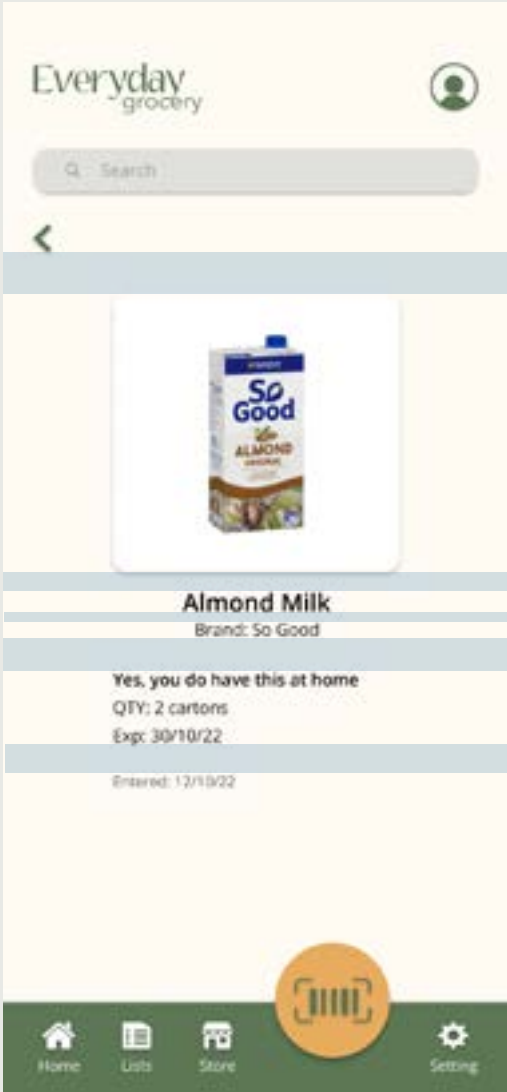 Everyday
grocery
Search
So
Good
ALMOND
ORIGINAL
Almond Milk
Brand: So Good
Yes, you do have this at home
QTY: 2 cartons
Exp: 30/10/22
Entered: 12/10/22
Home
Lists
Store
Setting